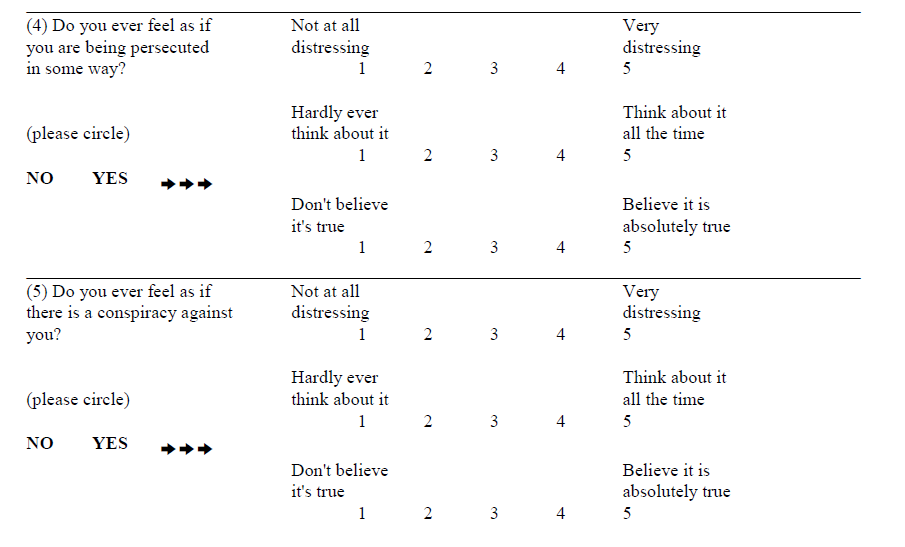 (4) Do you ever feel as if
you are being persecuted
in some way?
Not at all
distressing
Very
distressing
1 2 3 4 5
(please circle)
Hardly ever
think about it
Think about it
all the time
1 2 3 4 5
NO YES ➔➔➔
Don't believe
it's true
Believe it is
absolutely true
1 2 3 4 5
(5) Do you ever feel as if
there is a conspiracy against
you?
Not at all
distressing
Very
distressing
1 2 3 4 5
(please circle)
Hardly ever
think about it
Think about it
all the time
1 2 3 4 5
NO YES ➔➔➔
Don't believe
it's true
Believe it is
absolutely true
1 2 3 4 5